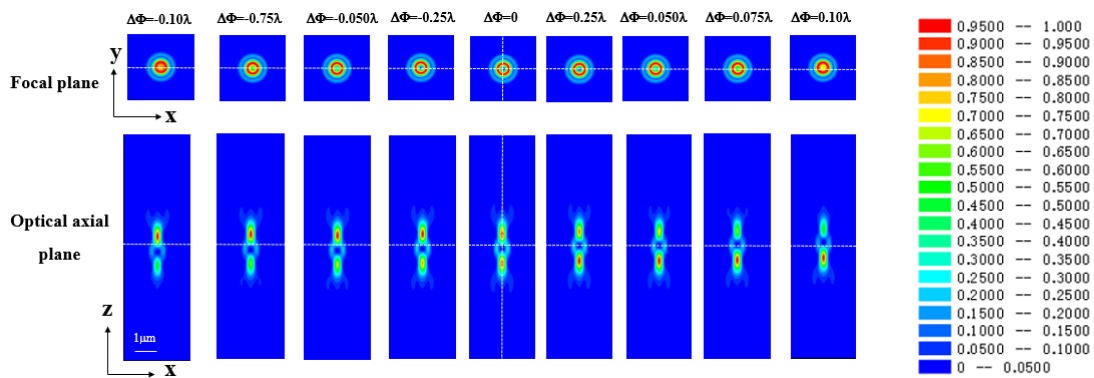 ΔΦ=-0.10λ ΔΦ=-0.75λ ΔΦ=-0.050λ ΔΦ=-0.25λ ΔΦ=0 ΔΦ=0.25λ ΔΦ=0.050λ ΔΦ=0.075λ ΔΦ=0.10λ
y
Focal plane
x
Optical axial
plane
z
1μm
x
0.9500 -- 1.000
0.9000 -- 0.9500
0.8500 -- 0.9000
0.8000 -- 0.8500
0.7500 -- 0.8000
0.7000 -- 0.7500
0.6500 -- 0.7000
0.6000 -- 0.6500
0.5500 -- 0.6000
0.5000 -- 0.5500
0.4500 -- 0.5000
0.4000 -- 0.4500
0.3500 -- 0.4000
0.3000 -- 0.3500
0.2500 -- 0.3000
0.2000 -- 0.2500
0.1500 -- 0.2000
0.1000 -- 0.1500
0.0500 -- 0.1000
0 -- 0.0500